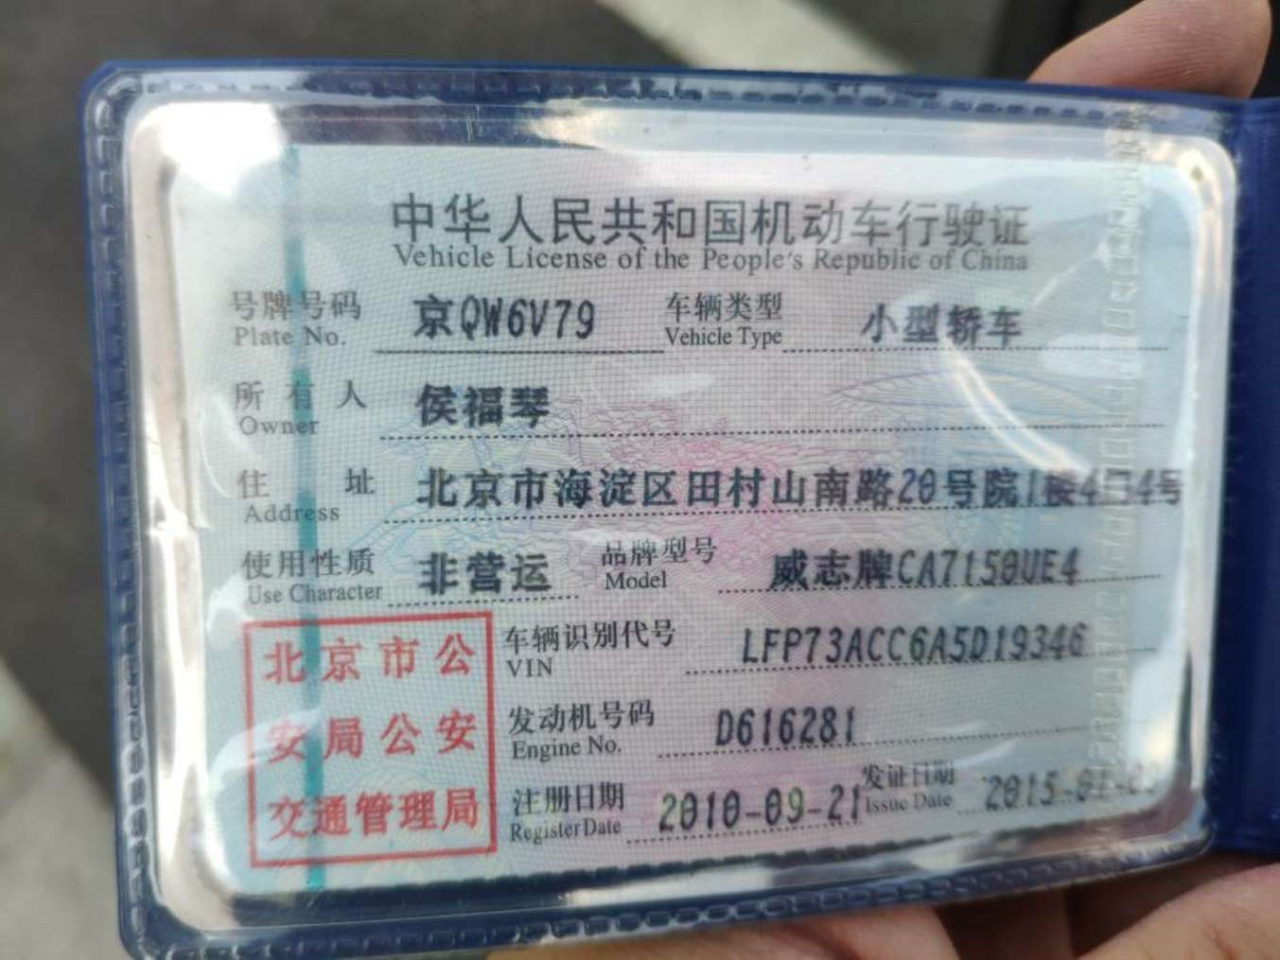 中华人民共和国机动车行驶证
Vehicle License of the People's Republic of China
号牌号码 京QW6V79 车辆类型 小型轿车
Plate No. Vehicle Type
所有人 侯福琴
Owner
住址 北京市海淀区田村山南路20号院1楼4门4号
Address
使用性质 非营运 品牌型号 威志牌CA7150UE4
Use Character Model
北京市公
安局公安
交通管理局
车辆识别代号 LFP73ACC6A5D19346
VIN
发动机号码 D616281
Engine No.
注册日期 2010-09-21 发证日期 2015-
Register Date Issue Date